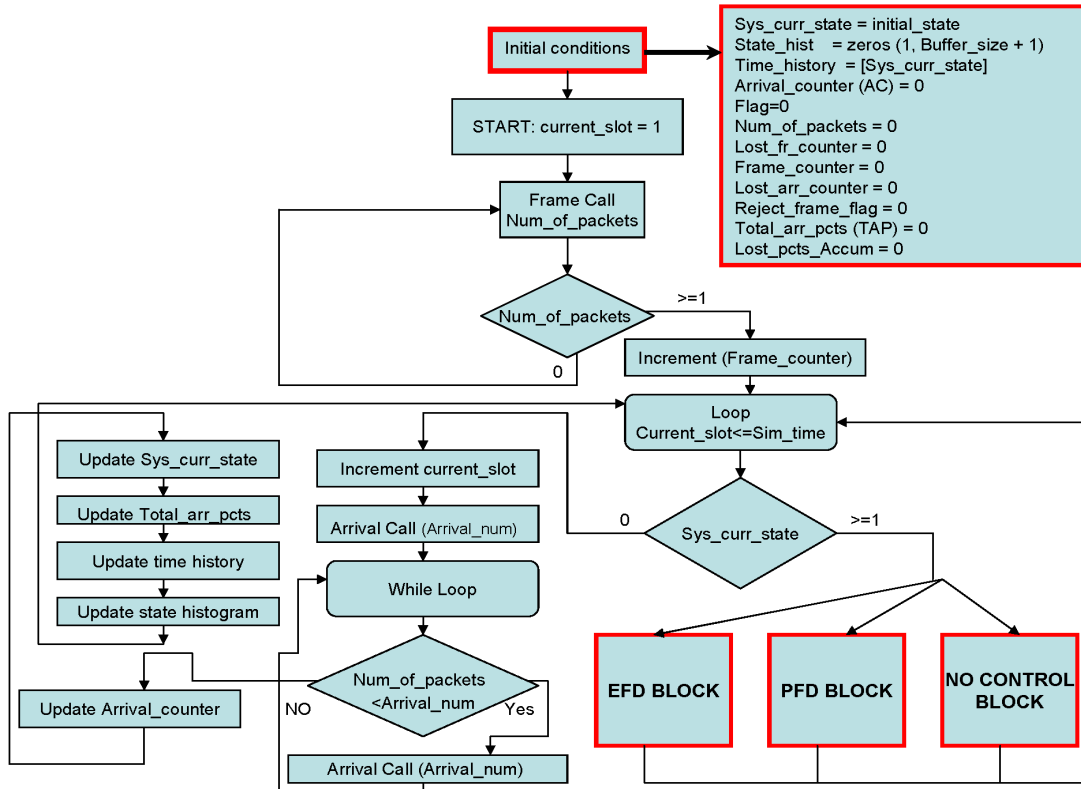 Initial conditions
Sys_curr_state = initial_state
State_hist = zeros (1, Buffer_size + 1)
Time_history = [Sys_curr_state]
Arrival_counter (AC) = 0
Flag=0
Num_of_packets = 0
Lost_fr_counter = 0
Frame_counter = 0
Lost_arr_counter = 0
Reject_frame_flag = 0
Total_arr_pcts (TAP) = 0
Lost_pcts_Accum = 0
START: current_slot = 1
Frame Call
Num_of_packets
Num_of_packets
>=1
0
Increment (Frame_counter)
Loop
Current_slot<=Sim_time
Sys_curr_state
0
>=1
Increment current_slot
Arrival Call (Arrival_num)
While Loop
Num_of_packets
<Arrival_num
NO
Yes
Arrival Call (Arrival_num)
Update Sys_curr_state
Update Total_arr_pcts
Update time history
Update state histogram
Update Arrival_counter
EFD BLOCK
PFD BLOCK
NO CONTROL
BLOCK